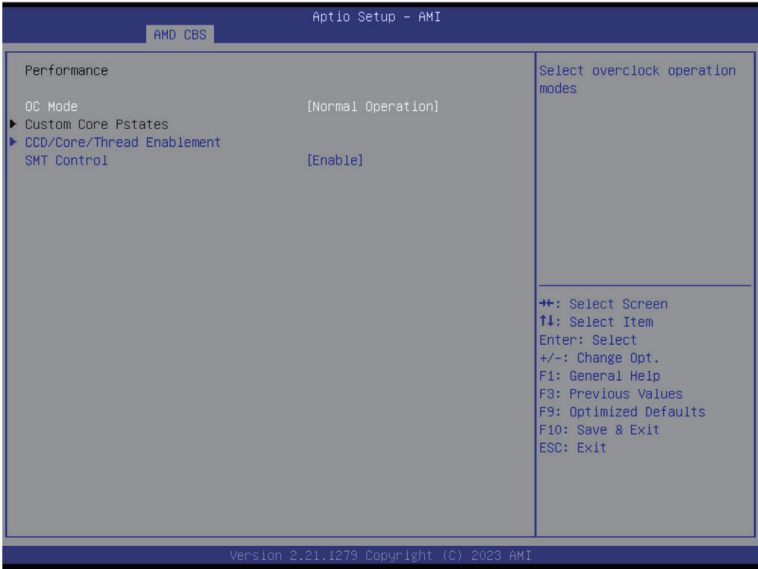 Aptio Setup – AMI
AMD CBS
Performance
OC Mode [Normal Operation]
Custom Core Pstates
CCD/Core/Thread Enablement
SMT Control [Enable]
Select overclock operation
modes
→←: Select Screen
↑↓: Select Item
Enter: Select
+/-: Change Opt.
F1: General Help
F3: Previous Values
F9: Optimized Defaults
F10: Save & Exit
ESC: Exit
Version 2.21.1279 Copyright (C) 2023 AMI